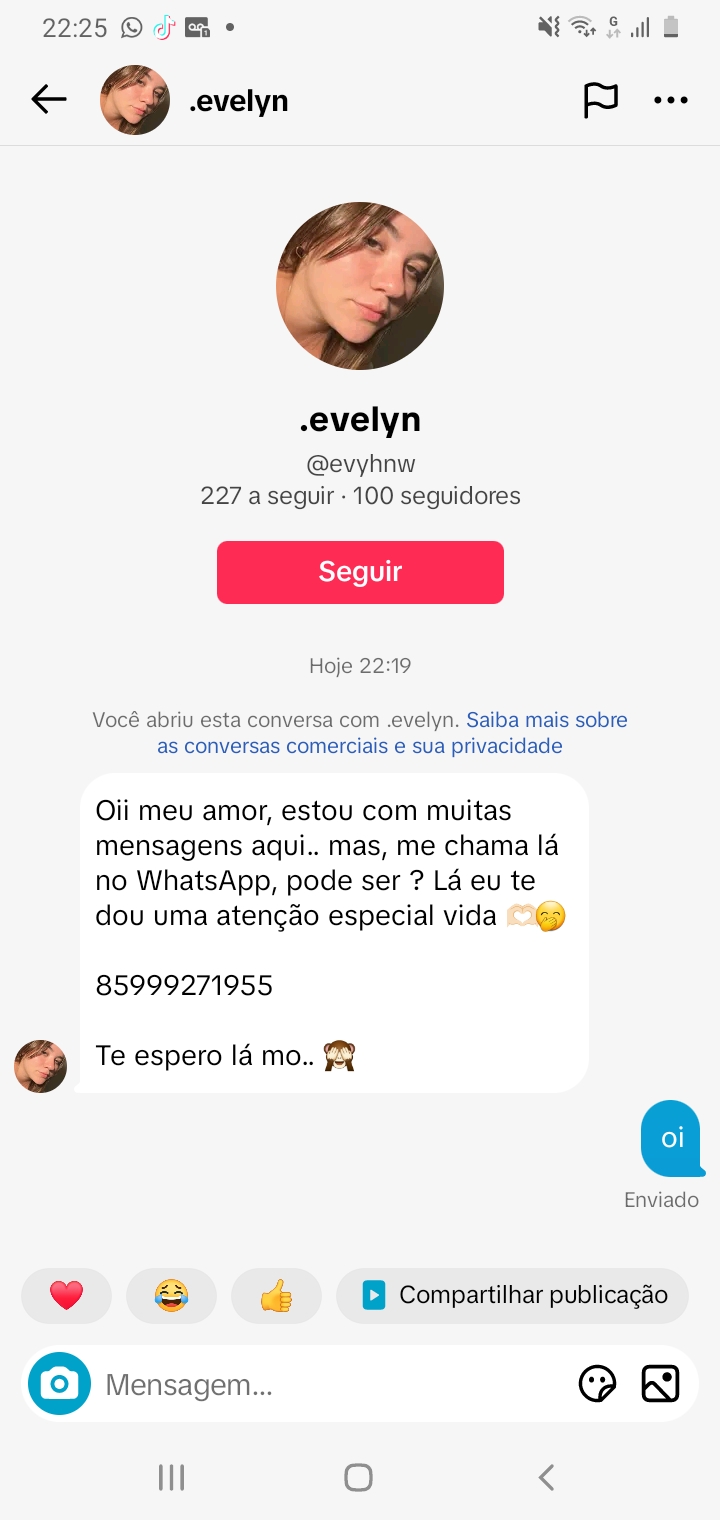 22:25
G
.evelyn
.evelyn
@evyhnw
227 a seguir · 100 seguidores
Seguir
Hoje 22:19
Você abriu esta conversa com .evelyn. Saiba mais sobre
as conversas comerciais e sua privacidade
Oii meu amor, estou com muitas
mensagens aqui.. mas, me chama lá
no WhatsApp, pode ser ? Lá eu te
dou uma atenção especial vida 🫶🏻🤭
85999271955
Te espero lá mo.. 🙈
oi
Enviado
❤️ 😂 👍 Compartilhar publicação
Mensagem...